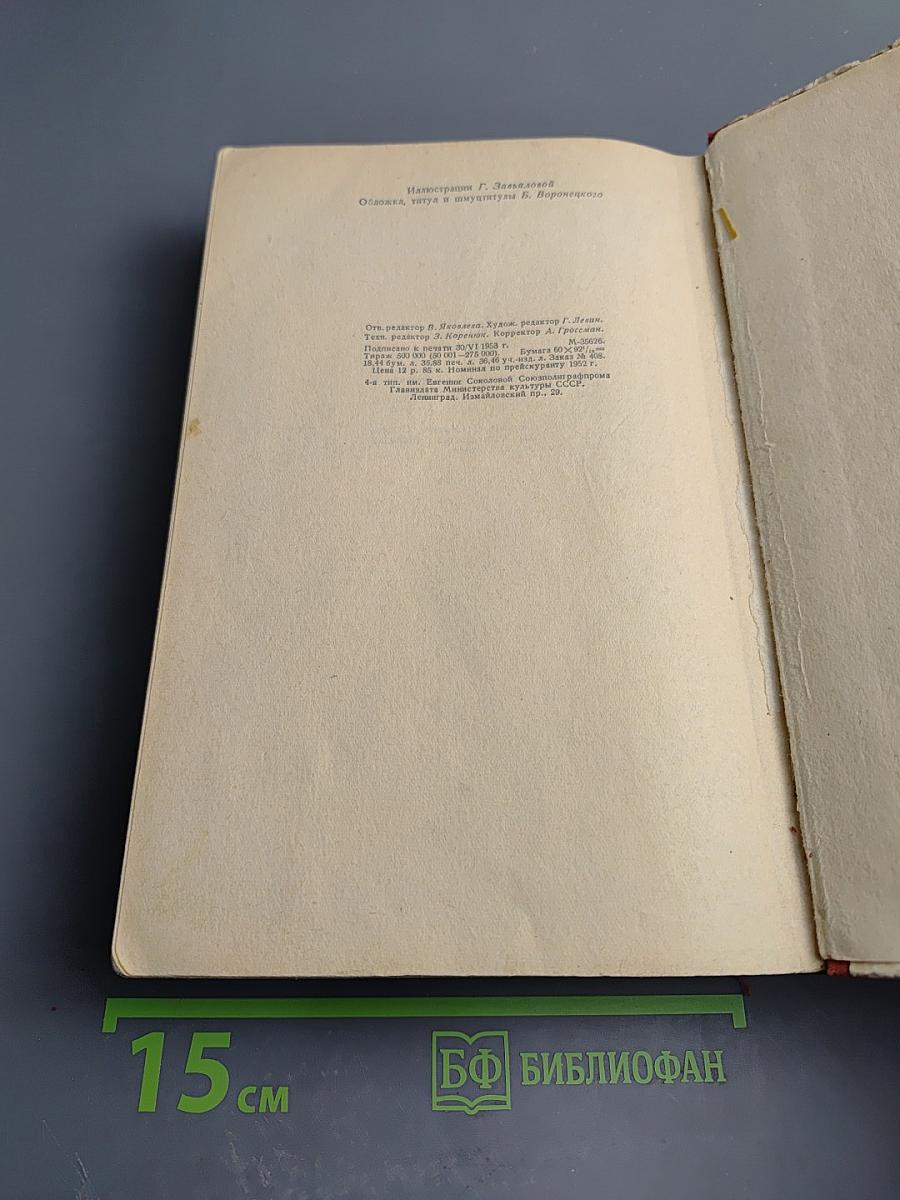 Иллюстрации Г. Завьяловой
Обложка, титул и шмуцтитулы Б. Воронецкого
Отв. редактор В. Яковлева. Худож. редактор Г. Левин.
Техн. редактор З. Коренюк. Корректор А. Гроссман.
Подписано к печати 30/VI 1953 г. М-35626.
Тираж 500 000 (50 001—275 000). Бумага 60×92¹/₁₆=
18,44 бум. л. 36,88 печ. л. 36,46 уч.-изд. л. Заказ № 408.
Цена 12 р. 85 к. Номинал по прейскуранту 1952 г.
4-я тип. им. Евгении Соколовой Союзполиграфпрома
Главиздата Министерства культуры СССР.
Ленинград, Измайловский пр., 29.
15 см
БФ БИБЛИОФАН